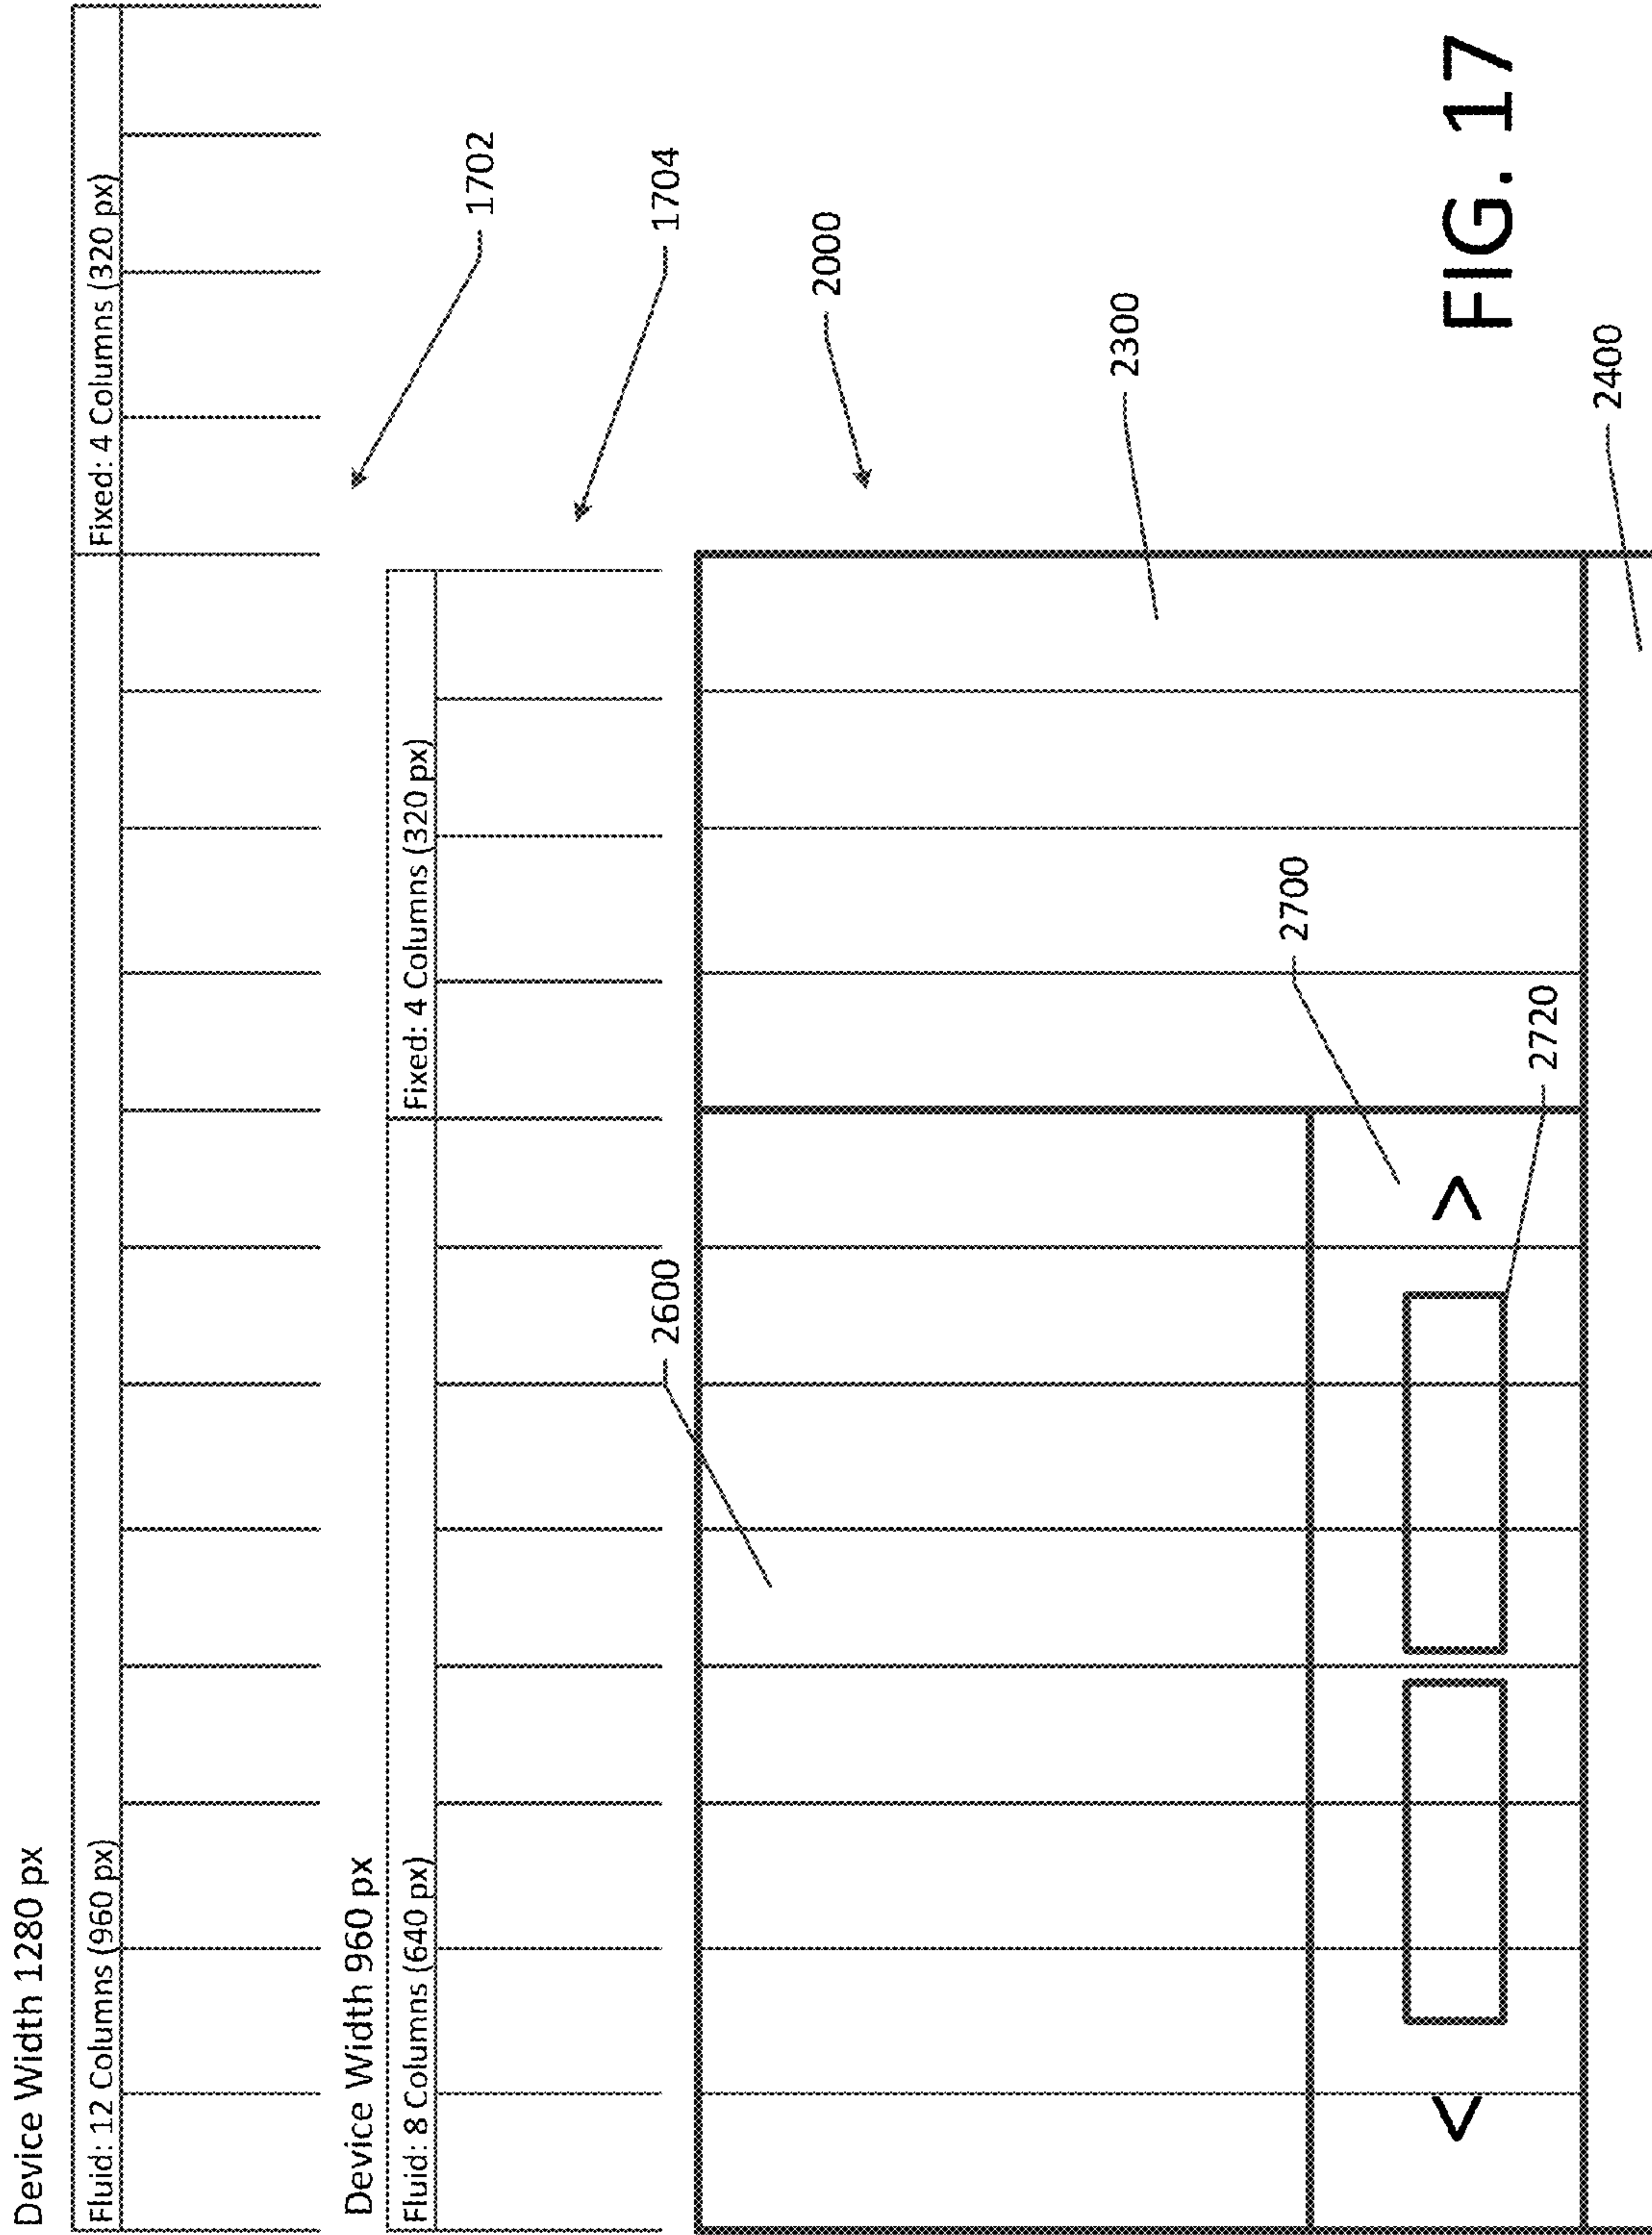 Device Width 1280 px
Fluid: 12 Columns (960 px)
Fixed: 4 Columns (320 px)
1702
Device Width 960 px
Fluid: 8 Columns (640 px)
Fixed: 4 Columns (320 px)
1704
2600
2000
2300
2700
< >
2720
2400
FIG. 17